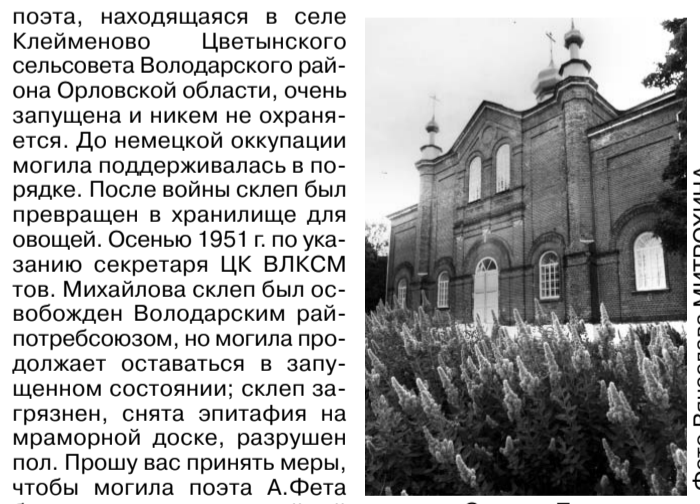 поэта, находящаяся в селе
Клейменово Цветынского
сельсовета Володарского рай-
она Орловской области, очень
запущена и никем не охраня-
ется. До немецкой оккупации
могила поддерживалась в по-
рядке. После войны склеп был
превращен в хранилище для
овощей. Осенью 1951 г. по ука-
занию секретаря ЦК ВЛКСМ
тов. Михайлова склеп был ос-
вобожден Володарским рай-
потребсоюзом, но могила про-
должает оставаться в запу-
щенном состоянии; склеп за-
грязнен, снята эпитафия на
мраморной доске, разрушен
пол. Прошу вас принять меры,
чтобы могила поэта А.Фета